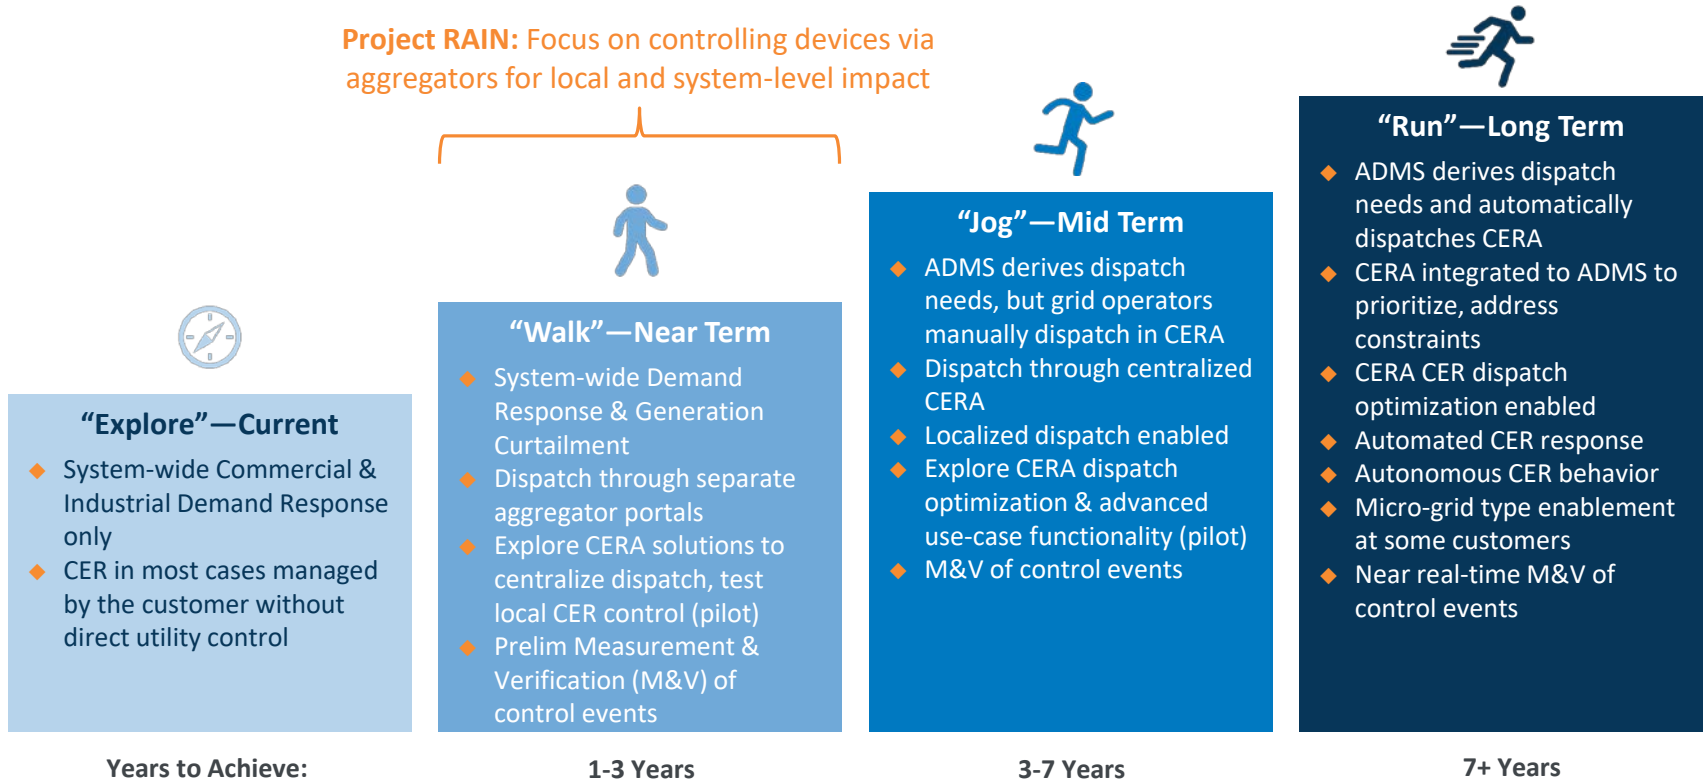 Project RAIN: Focus on controlling devices via
aggregators for local and system-level impact
“Explore”—Current
◆ System-wide Commercial &
Industrial Demand Response
only
◆ CER in most cases managed
by the customer without
direct utility control
“Walk”—Near Term
◆ System-wide Demand
Response & Generation
Curtailment
◆ Dispatch through separate
aggregator portals
◆ Explore CERA solutions to
centralize dispatch, test
local CER control (pilot)
◆ Prelim Measurement &
Verification (M&V) of
control events
“Jog”—Mid Term
◆ ADMS derives dispatch
needs, but grid operators
manually dispatch in CERA
◆ Dispatch through centralized
CERA
◆ Localized dispatch enabled
◆ Explore CERA dispatch
optimization & advanced
use-case functionality (pilot)
◆ M&V of control events
“Run”—Long Term
◆ ADMS derives dispatch
needs and automatically
dispatches CERA
◆ CERA integrated to ADMS to
prioritize, address
constraints
◆ CERA CER dispatch
optimization enabled
◆ Automated CER response
◆ Autonomous CER behavior
◆ Micro-grid type enablement
at some customers
◆ Near real-time M&V of
control events
Years to Achieve:
1-3 Years
3-7 Years
7+ Years